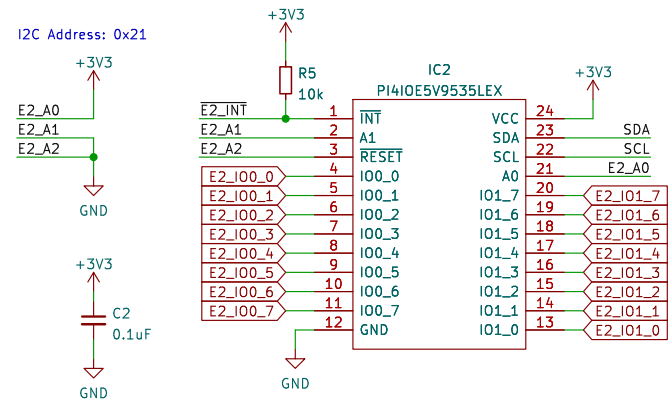 I2C Address: 0x21
+3V3
E2_A0
E2_A1
E2_A2
GND
+3V3
C2
0.1uF
GND
+3V3
R5
10k
E2_INT
E2_A1
E2_A2
E2_IO0_0
E2_IO0_1
E2_IO0_2
E2_IO0_3
E2_IO0_4
E2_IO0_5
E2_IO0_6
E2_IO0_7
GND
IC2
PI4IOE5V9535LEX
1 INT VCC 24
2 A1 SDA 23
3 RESET SCL 22
4 IO0_0 A0 21
5 IO0_1 IO1_7 20
6 IO0_2 IO1_6 19
7 IO0_3 IO1_5 18
8 IO0_4 IO1_4 17
9 IO0_5 IO1_3 16
10 IO0_6 IO1_2 15
11 IO0_7 IO1_1 14
12 GND IO1_0 13
+3V3
SDA
SCL
E2_A0
E2_IO1_7
E2_IO1_6
E2_IO1_5
E2_IO1_4
E2_IO1_3
E2_IO1_2
E2_IO1_1
E2_IO1_0